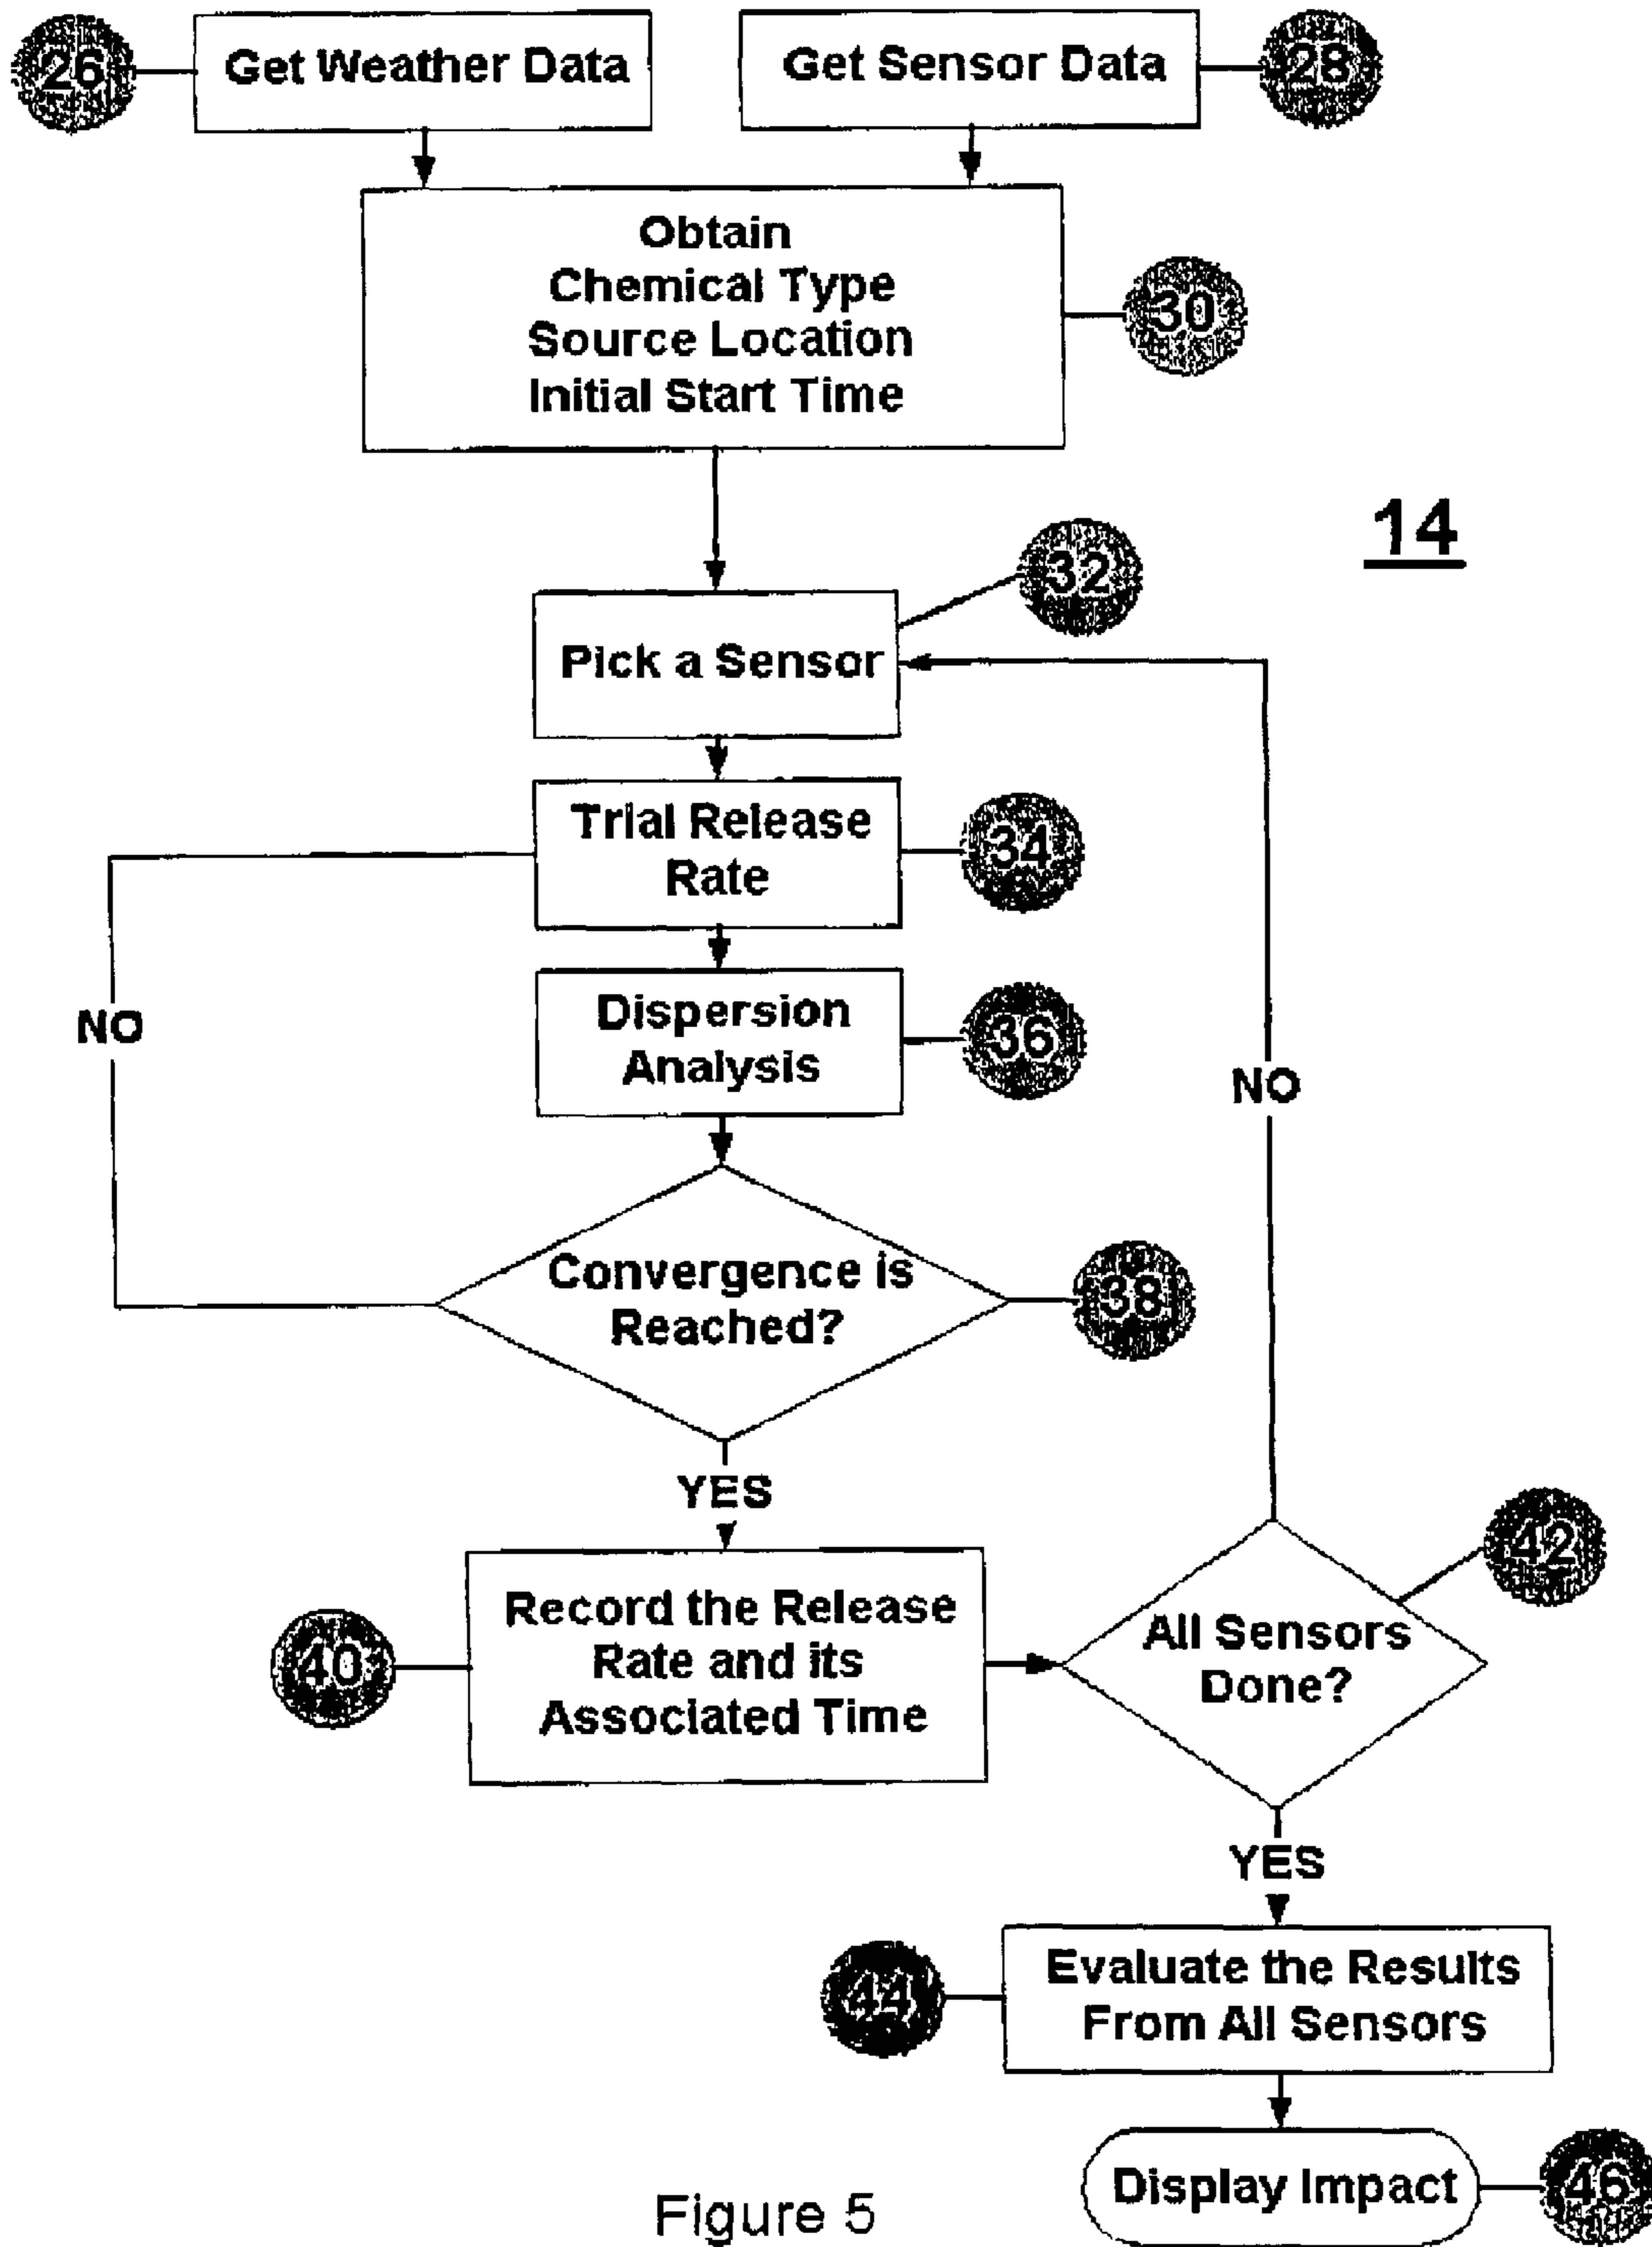 26
Get Weather Data
Get Sensor Data
28
Obtain
Chemical Type
Source Location
Initial Start Time
30
14
32
Pick a Sensor
Trial Release
Rate
34
NO
Dispersion
Analysis
36
NO
Convergence is
Reached?
38
YES
42
Record the Release
Rate and its
Associated Time
40
All Sensors
Done?
YES
Evaluate the Results
From All Sensors
44
Display Impact
46
Figure 5